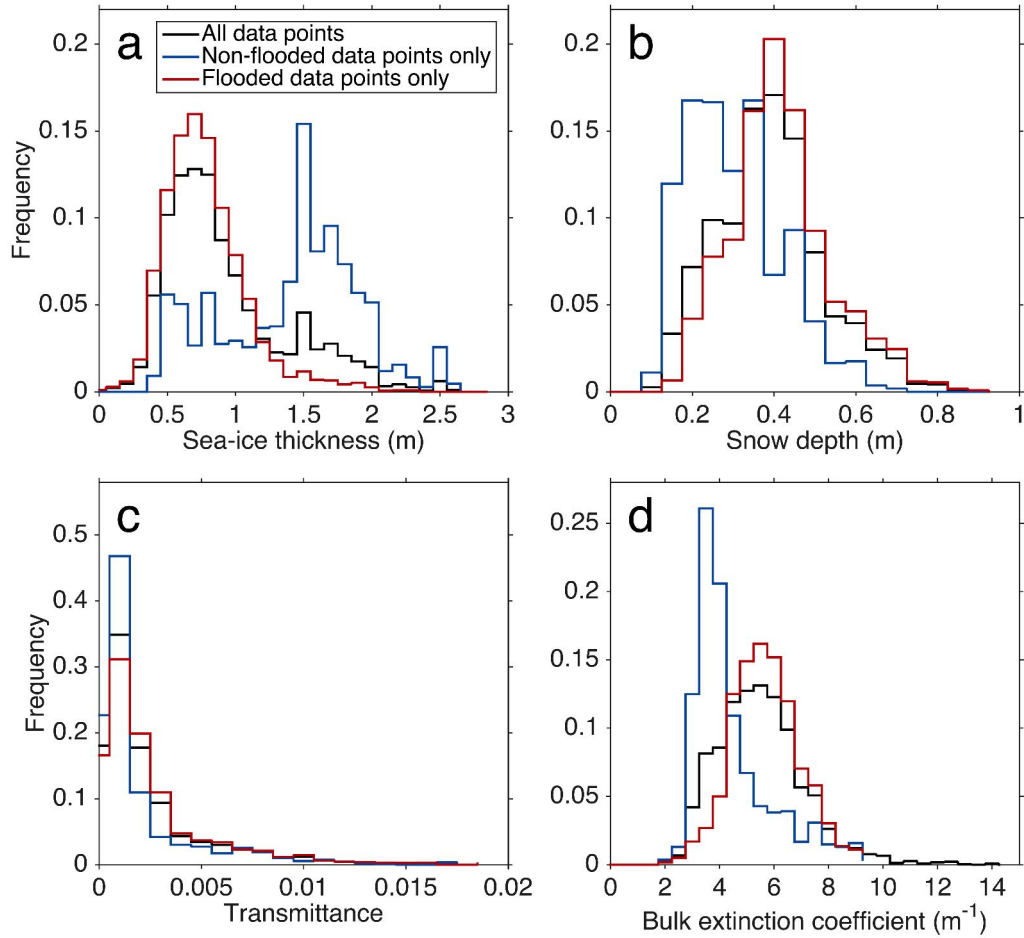 a
All data points
Non-flooded data points only
Flooded data points only
0.2
0.15
0.1
0.05
0
Frequency
0 0.5 1 1.5 2 2.5 3
Sea-ice thickness (m)
b
0.2
0.15
0.1
0.05
0
0 0.2 0.4 0.6 0.8 1
Snow depth (m)
c
0.5
0.4
0.3
0.2
0.1
0
Frequency
0 0.005 0.01 0.015 0.02
Transmittance
d
0.25
0.2
0.15
0.1
0.05
0
0 2 4 6 8 10 12 14
Bulk extinction coefficient (m⁻¹)